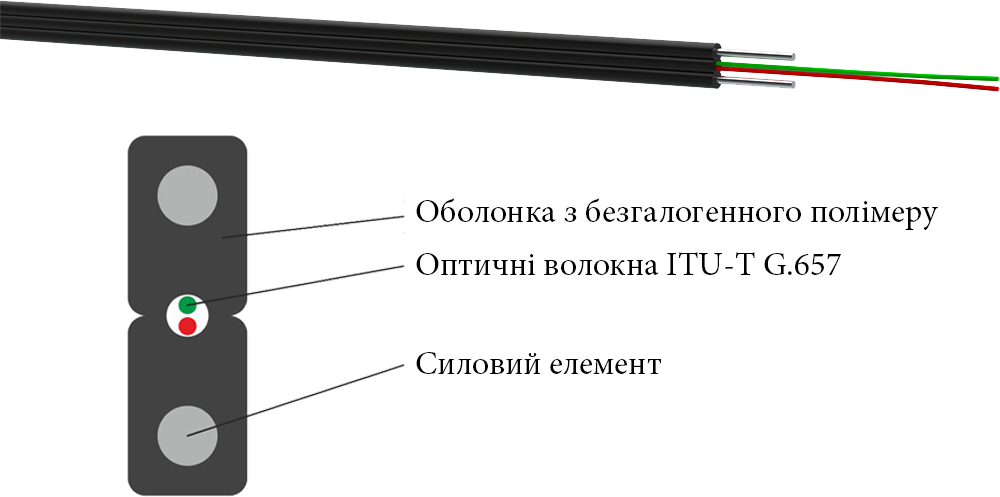 Оболонка з безгалогенного полімеру
Оптичні волокна ITU-T G.657
Силовий елемент